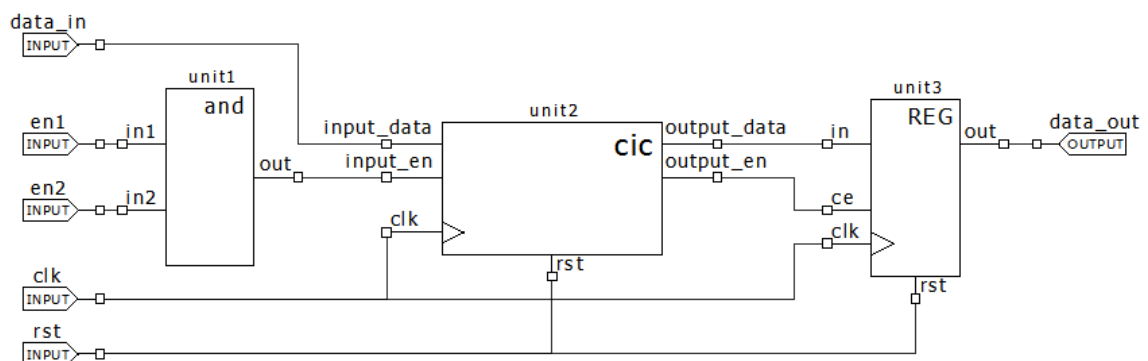 data_in
INPUT
unit1
and
en1
INPUT
in1
en2
INPUT
in2
out
unit2
cic
input_data
input_en
clk
rst
output_data
output_en
unit3
REG
in
ce
clk
rst
out
data_out
OUTPUT
clk
INPUT
rst
INPUT